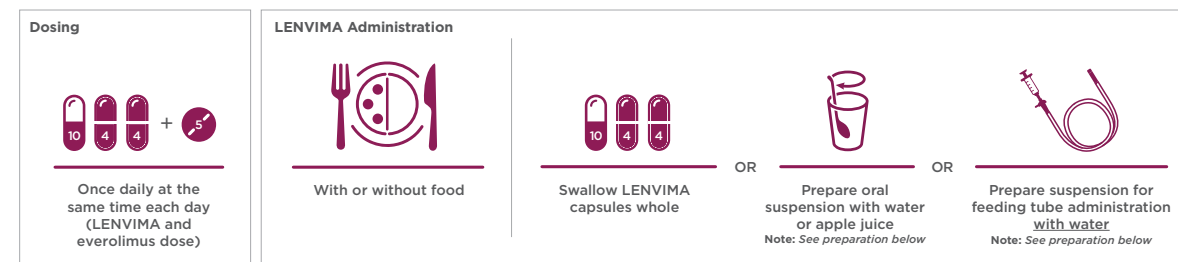 Dosing
10 4 4 + 5
Once daily at the
same time each day
(LENVIMA and
everolimus dose)
LENVIMA Administration
With or without food
10 4 4
Swallow LENVIMA
capsules whole
OR
Prepare oral
suspension with water
or apple juice
Note: See preparation below
OR
Prepare suspension for
feeding tube administration
with water
Note: See preparation below